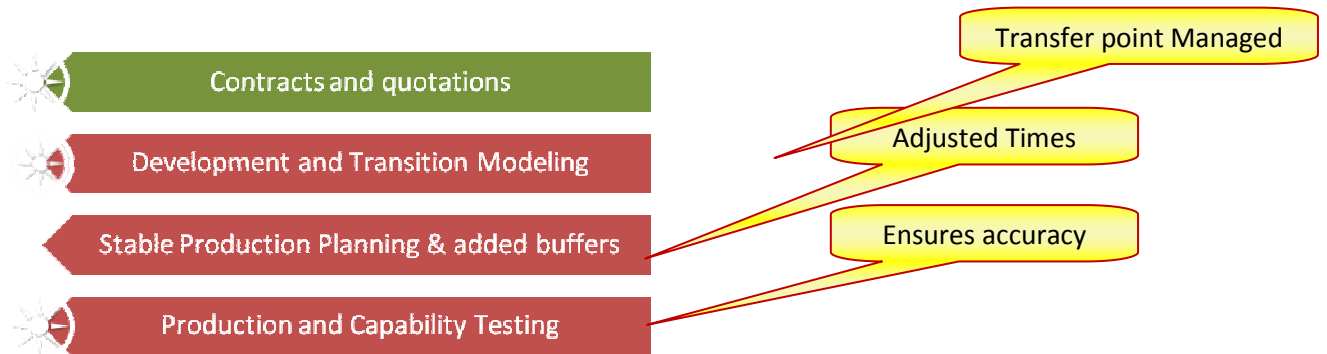 Transfer point Managed
Contracts and quotations
Adjusted Times
Development and Transition Modeling
Ensures accuracy
Stable Production Planning & added buffers
Production and Capability Testing